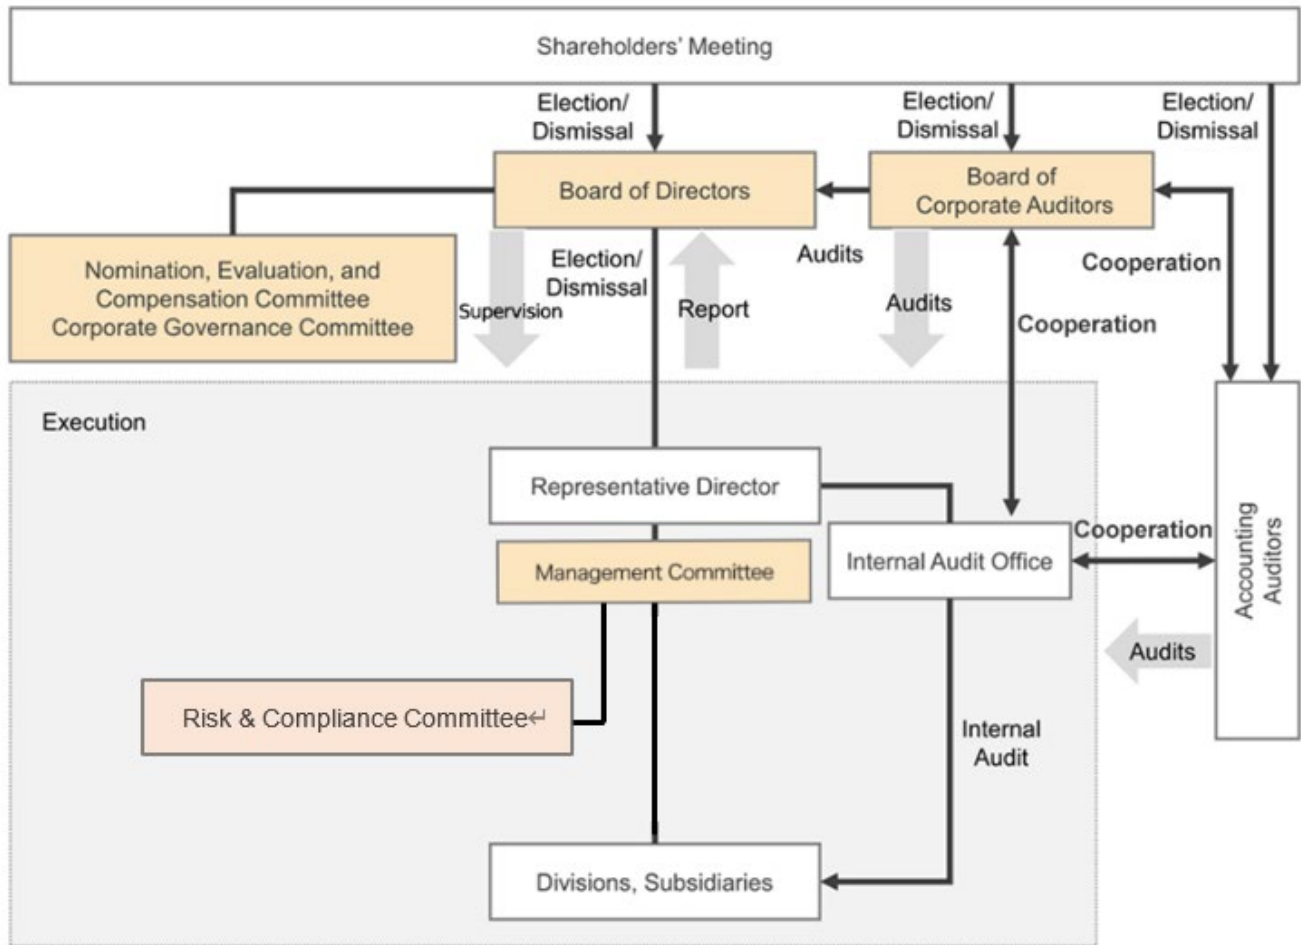 Shareholders' Meeting
Election/
Dismissal
Election/
Dismissal
Election/
Dismissal
Board of Directors
Board of
Corporate Auditors
Nomination, Evaluation, and
Compensation Committee
Corporate Governance Committee
Supervision
Election/
Dismissal
Report
Audits
Audits
Cooperation
Cooperation
Execution
Representative Director
Management Committee
Internal Audit Office
Cooperation
Accounting
Auditors
Audits
Risk & Compliance Committee↵
Internal
Audit
Divisions, Subsidiaries